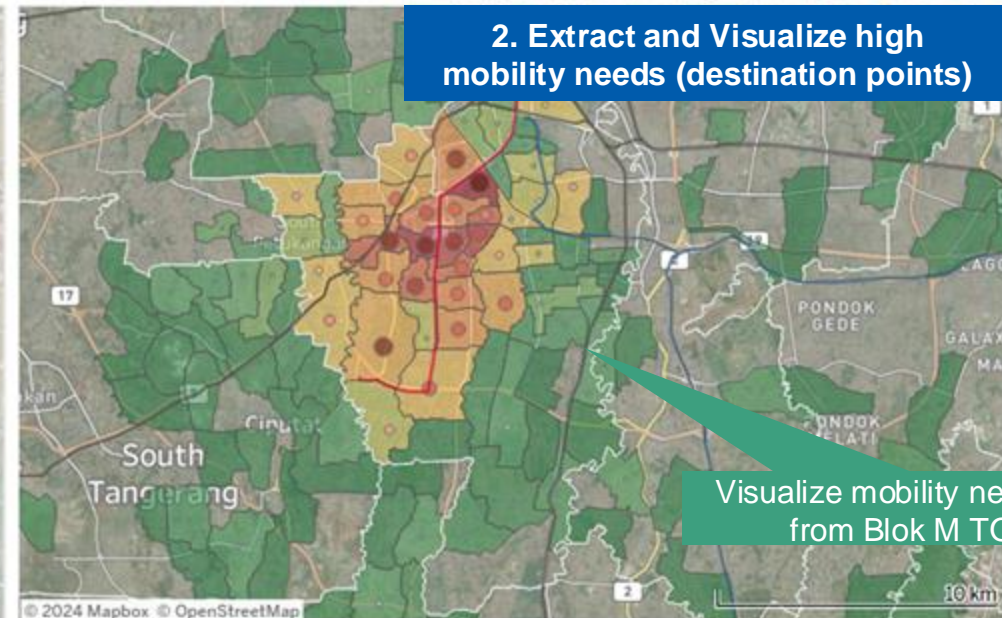 2. Extract and Visualize high
mobility needs (destination points)
1
17
PONDOK
GEDE
Ciputat
South
Tangerang
Visualize mobility ne
from Blok M TO
2
10 km
© 2024 Mapbox © OpenStreetMap